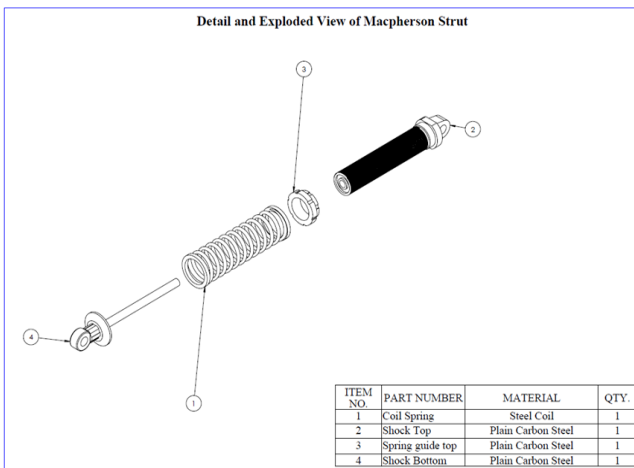 Detail and Exploded View of Macpherson Strut
3
2
4
1
ITEM NO. PART NUMBER MATERIAL QTY.
1 Coil Spring Steel Coil 1
2 Shock Top Plain Carbon Steel 1
3 Spring guide top Plain Carbon Steel 1
4 Shock Bottom Plain Carbon Steel 1